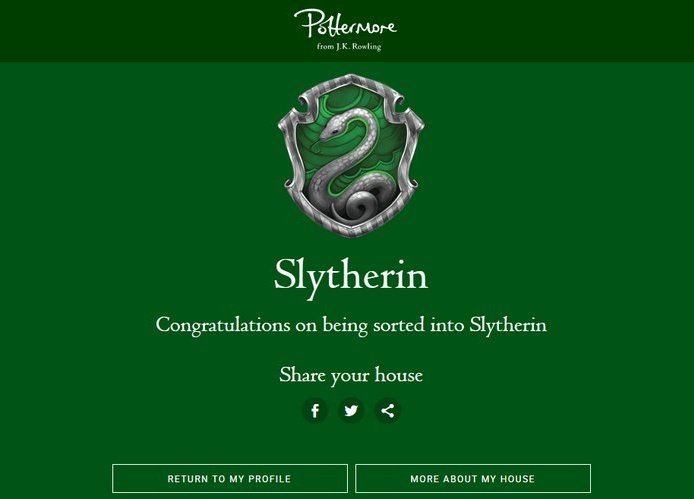 Pottermore
from J.K. Rowling
Slytherin
Congratulations on being sorted into Slytherin
Share your house
RETURN TO MY PROFILE
MORE ABOUT MY HOUSE